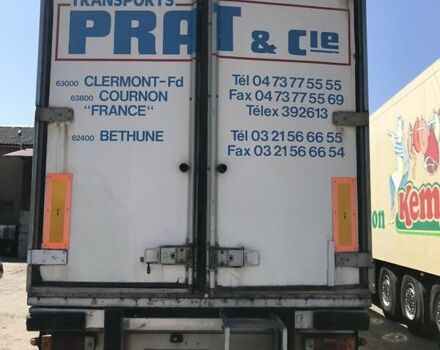 TRANSPORTS
PRAT & Cie
63000 CLERMONT-Fd
63800 COURNON
"FRANCE"
62400 BETHUNE
Tél 04 73 77 55 55
Fax 04 73 77 55 69
Télex 392613
Tél 03 21 56 66 55
Fax 03 21 56 66 54
on
Kem